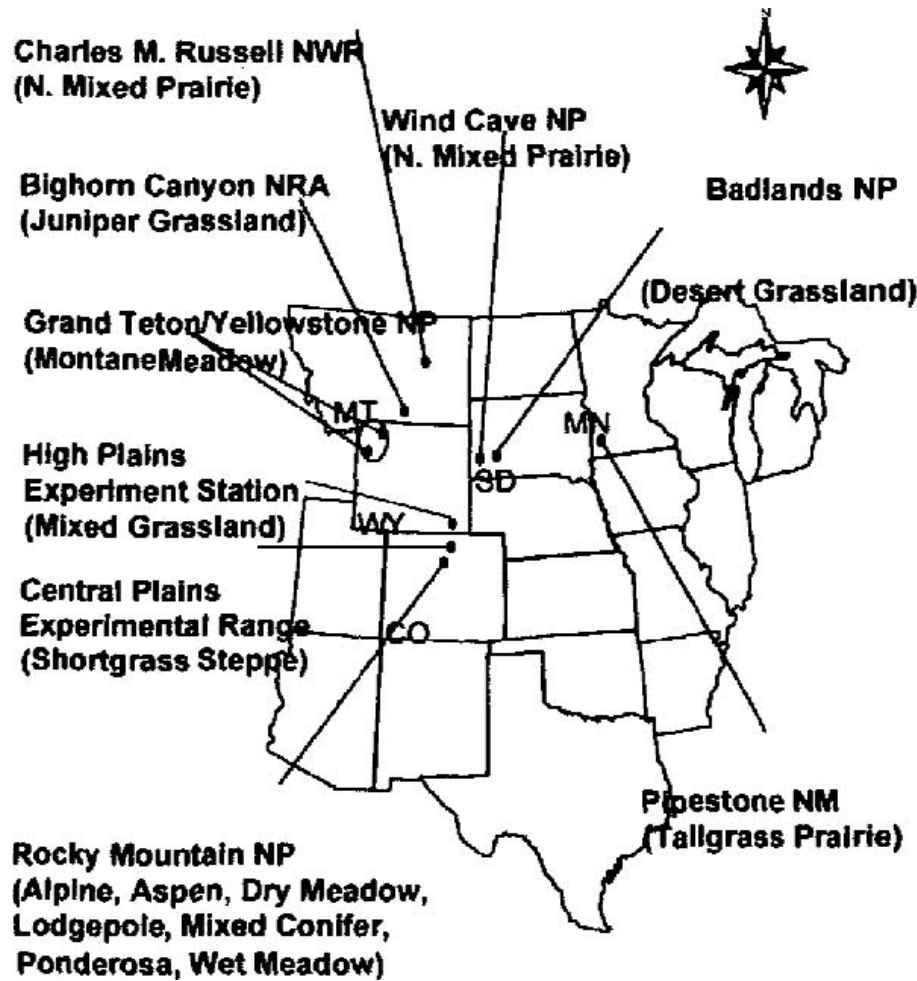 N
Charles M. Russell NWR
(N. Mixed Prairie)
Wind Cave NP
(N. Mixed Prairie)
Bighorn Canyon NRA
(Juniper Grassland)
Badlands NP
(Desert Grassland)
Grand Teton/Yellowstone NP
(MontaneMeadow)
MT
MN
High Plains
Experiment Station
(Mixed Grassland)
SD
WY
Central Plains
Experimental Range
(Shortgrass Steppe)
CO
Pipestone NM
(Tallgrass Prairie)
Rocky Mountain NP
(Alpine, Aspen, Dry Meadow,
Lodgepole, Mixed Conifer,
Ponderosa, Wet Meadow)